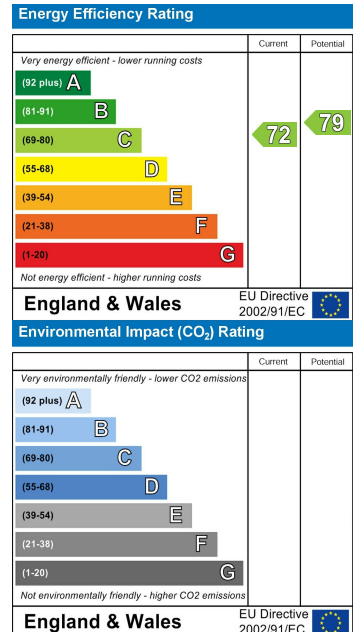 Energy Efficiency Rating
Current Potential
Very energy efficient - lower running costs
(92 plus) A
(81-91) B
(69-80) C
(55-68) D
(39-54) E
(21-38) F
(1-20) G
72
79
Not energy efficient - higher running costs
England & Wales
EU Directive
2002/91/EC
Environmental Impact (CO₂) Rating
Current Potential
Very environmentally friendly - lower CO2 emissions
(92 plus) A
(81-91) B
(69-80) C
(55-68) D
(39-54) E
(21-38) F
(1-20) G
Not environmentally friendly - higher CO2 emissions
England & Wales
EU Directive
2002/91/EC